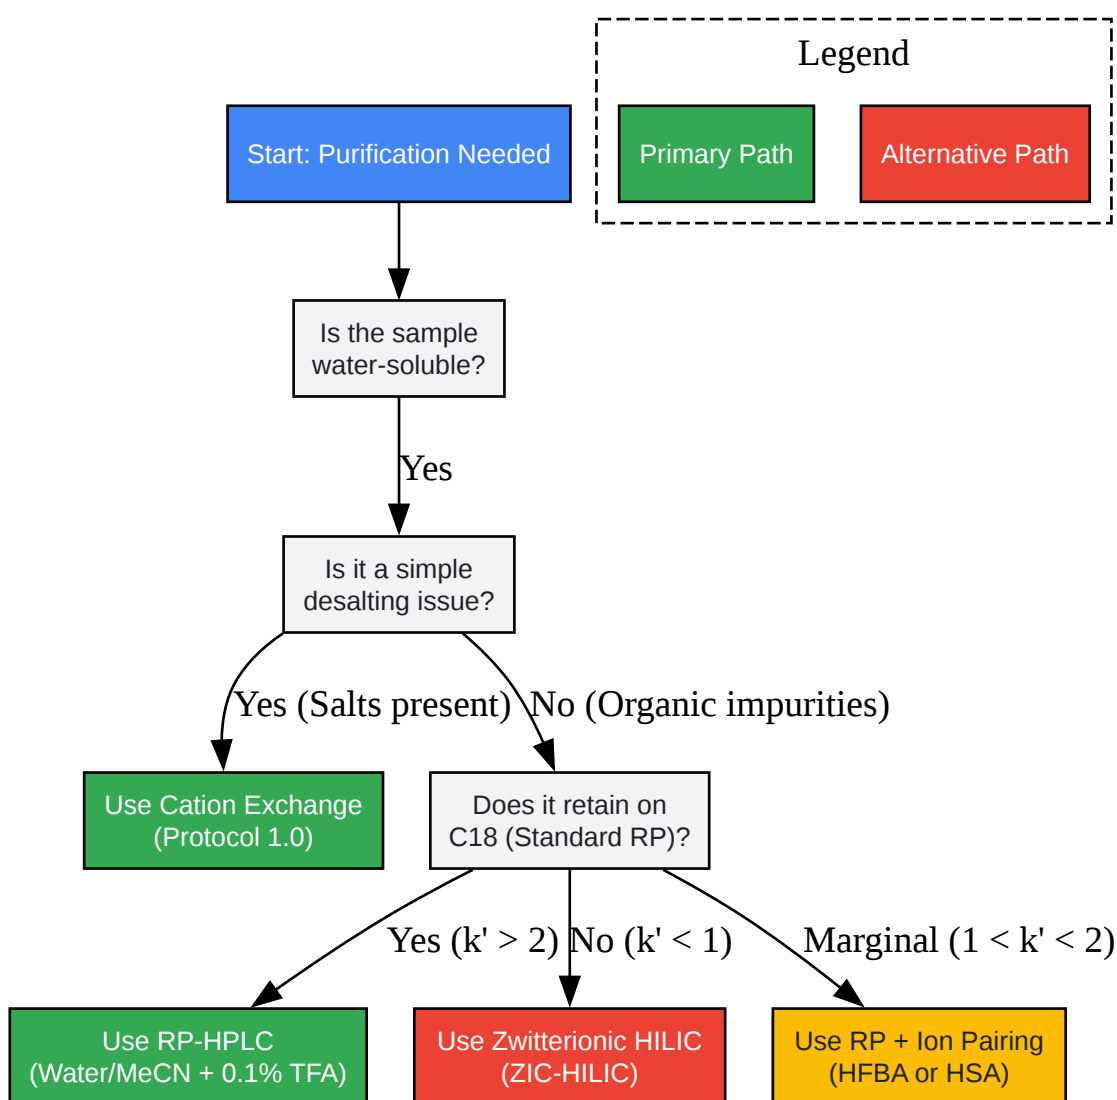 Legend
Start: Purification Needed
Primary Path
Alternative Path
Is the sample
water-soluble?
Yes
Is it a simple
desalting issue?
Yes (Salts present)
No (Organic impurities)
Use Cation Exchange
(Protocol 1.0)
Does it retain on
C18 (Standard RP)?
Yes (k' > 2)
No (k' < 1)
Marginal (1 < k' < 2)
Use RP-HPLC
(Water/MeCN + 0.1% TFA)
Use Zwitterionic HILIC
(ZIC-HILIC)
Use RP + Ion Pairing
(HFBA or HSA)